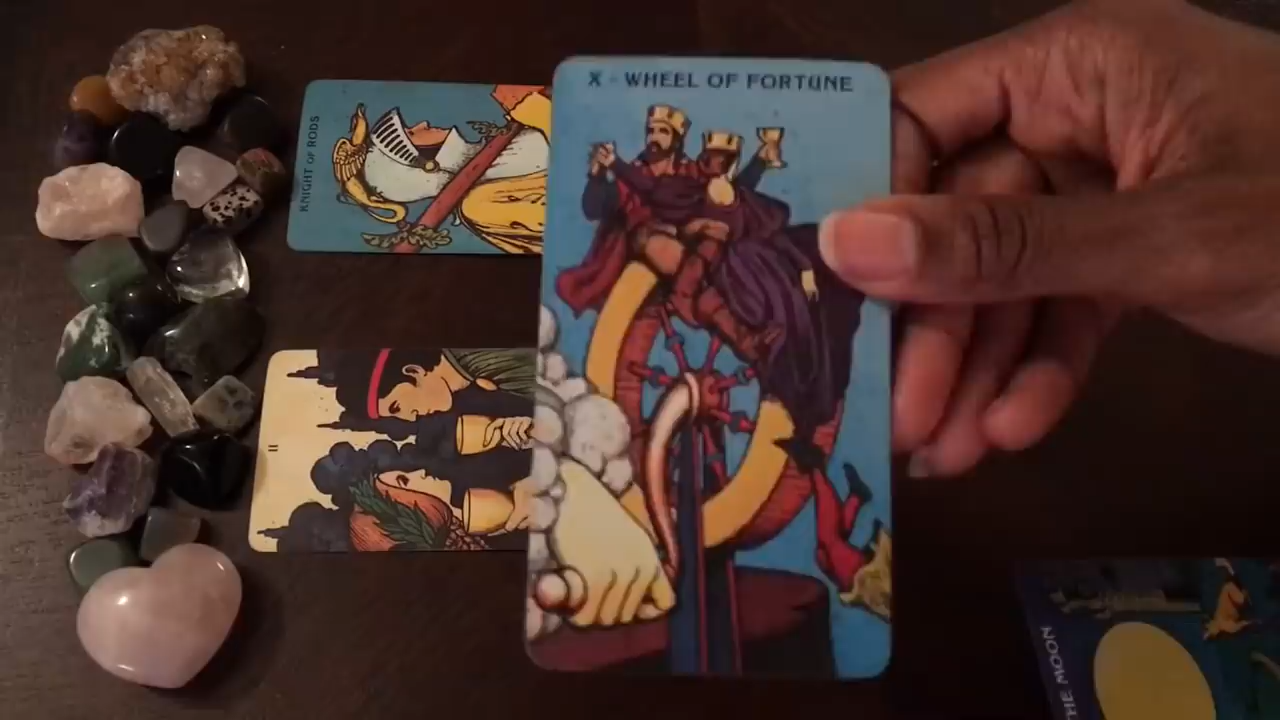 X - WHEEL OF FORTUNE
KNIGHT OF RODS
II
THE MOON